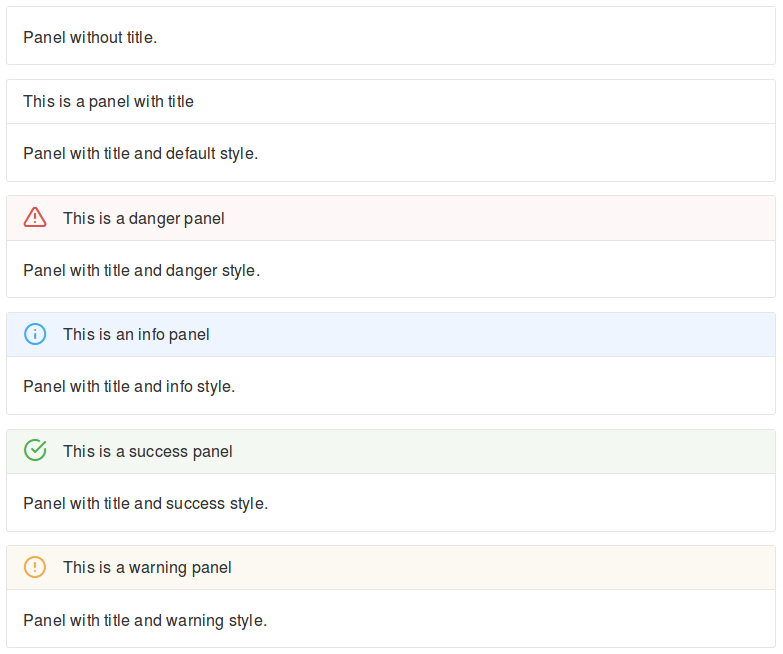 Panel without title.
This is a panel with title
Panel with title and default style.
This is a danger panel
Panel with title and danger style.
This is an info panel
Panel with title and info style.
This is a success panel
Panel with title and success style.
This is a warning panel
Panel with title and warning style.